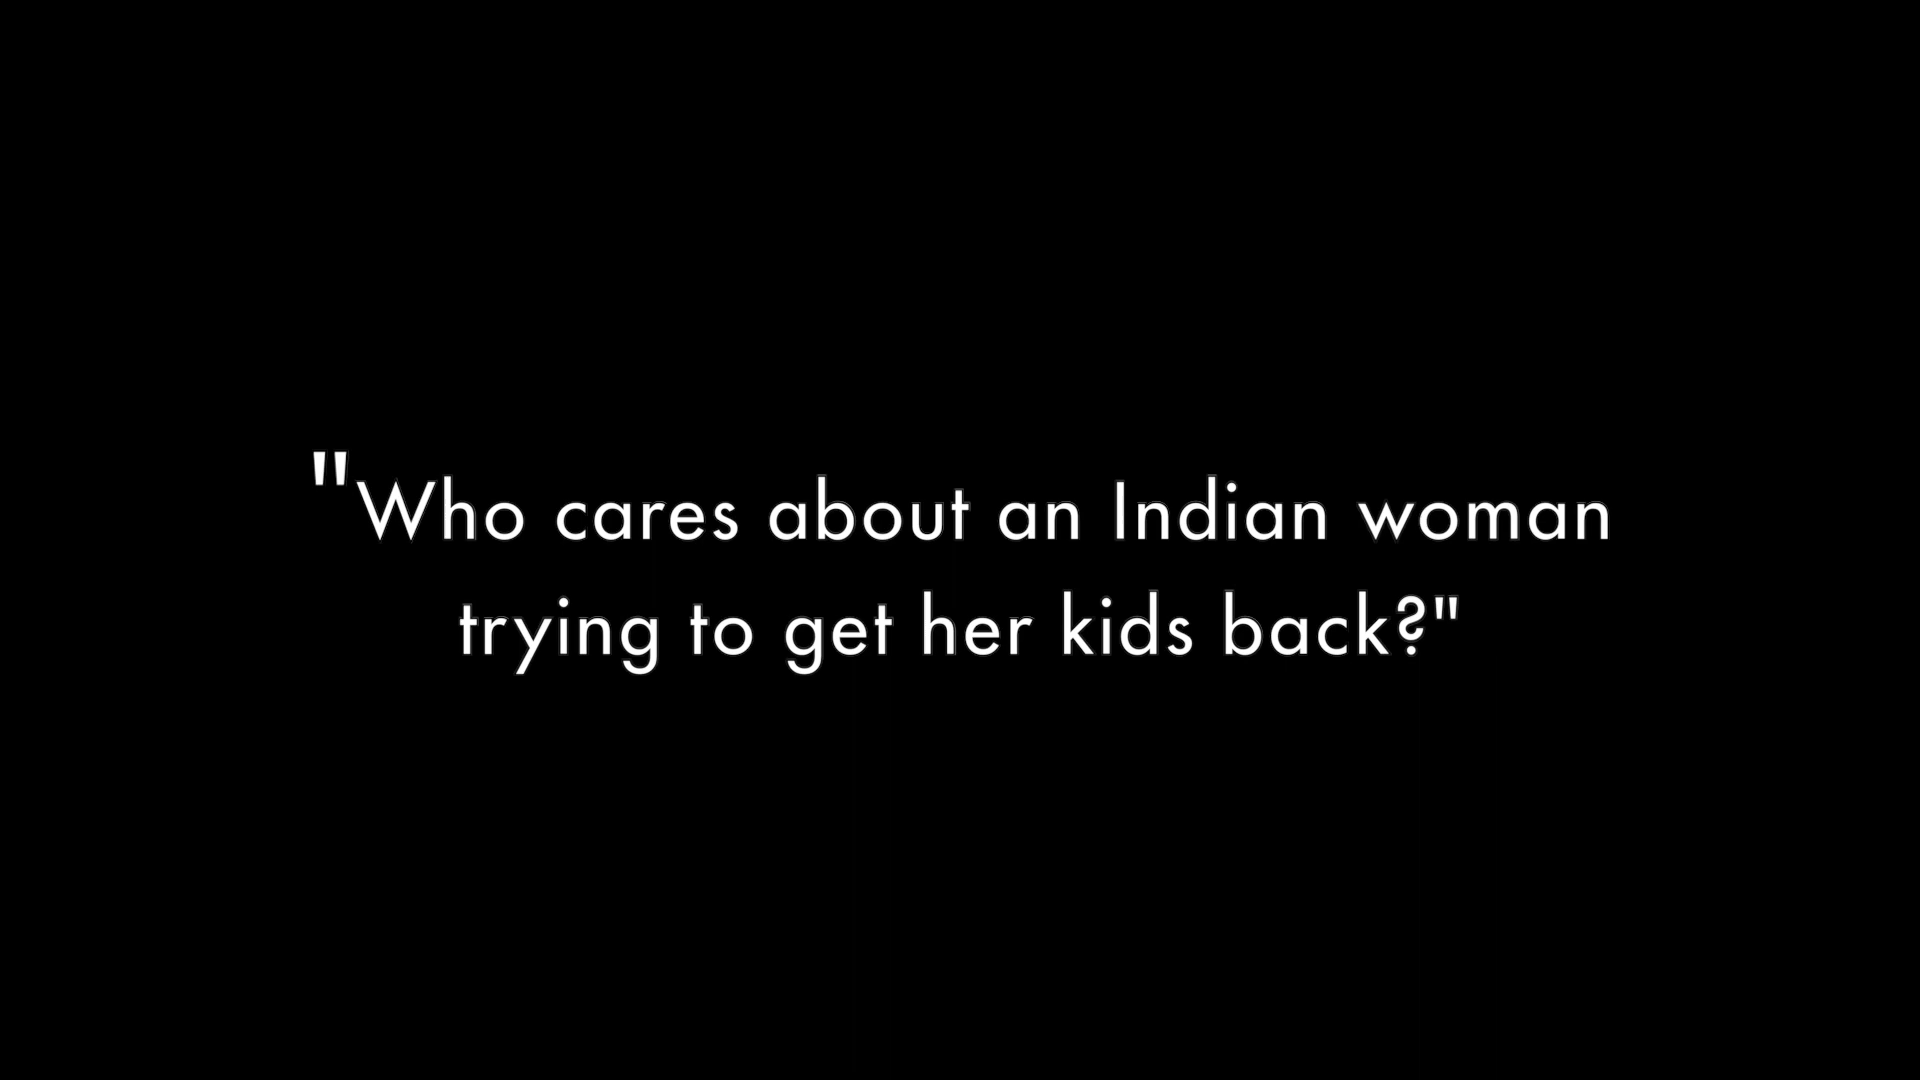 "Who cares about an Indian woman
trying to get her kids back?"